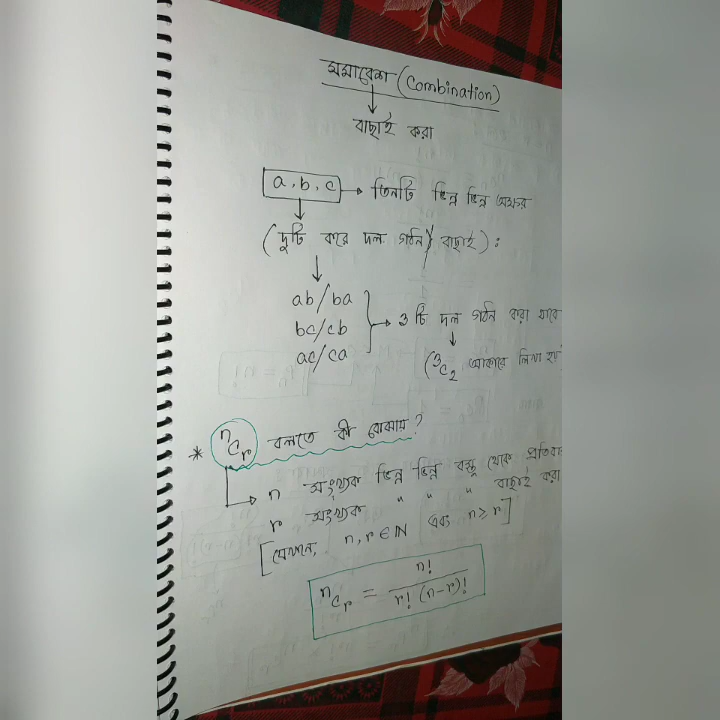 সমাবেশ (Combination)
বাছাই করা
a, b, c → তিনটি ভিন্ন ভিন্ন অক্ষর
(দুটি করে দল গঠন/বাছাই) :
ab/ba
bc/cb
ac/ca
→ ৩ টি দল গঠন করা যাবে
(³C₂ আকারে লিখা হয়
* ⁿCᵣ বলতে কী বোঝায় ?
→ n সংখ্যক ভিন্ন ভিন্ন বস্তু থেকে প্রতিবার
r সংখ্যক " " " বাছাই করা
[যেখানে, n, r ∈ ℕ এবং n ≥ r]
ⁿCᵣ = n! / r! (n-r)!